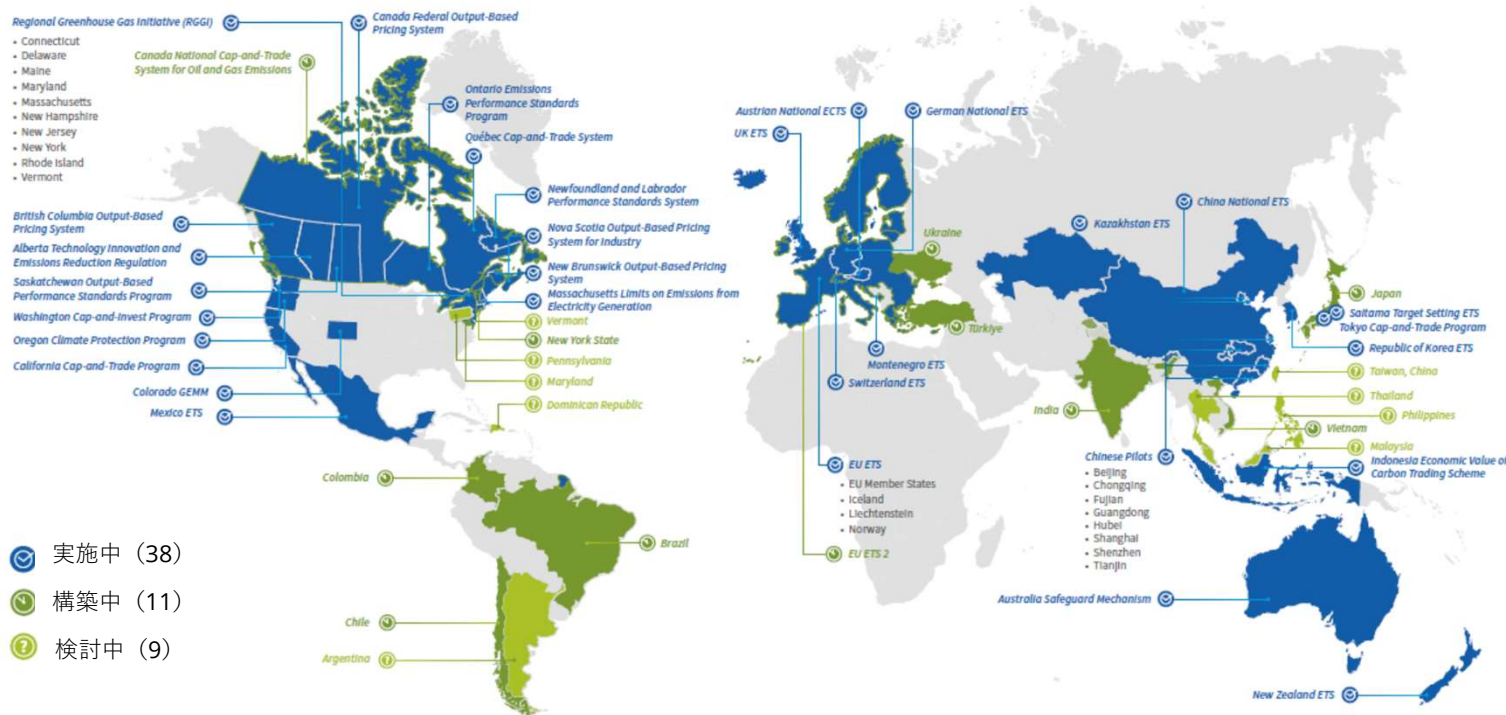 Regional Greenhouse Gas Initiative (RGGI)
• Connecticut
• Delaware
• Maine
• Maryland
• Massachusetts
• New Hampshire
• New Jersey
• New York
• Rhode Island
• Vermont
Canada Federal Output-Based
Pricing System
Canada National Cap-and-Trade
System for Oil and Gas Emissions
Ontario Emissions
Performance Standards
Program
Québec Cap-and-Trade System
Newfoundland and Labrador
Performance Standards System
Nova Scotia Output-Based Pricing
System for Industry
New Brunswick Output-Based Pricing
System
Massachusetts Limits on Emissions from
Electricity Generation
Vermont
New York State
Pennsylvania
Maryland
Dominican Republic
British Columbia Output-Based
Pricing System
Alberta Technology Innovation and
Emissions Reduction Regulation
Saskatchewan Output-Based
Performance Standards Program
Washington Cap-and-Invest Program
Oregon Climate Protection Program
California Cap-and-Trade Program
Colorado GEMM
Mexico ETS
Colombia
Brazil
Chile
Argentina
実施中（38）
構築中（11）
検討中（9）
Austrian National ECTS
German National ETS
UK ETS
Ukraine
Türkiye
Montenegro ETS
Switzerland ETS
EU ETS
• EU Member States
• Iceland
• Liechtenstein
• Norway
EU ETS 2
Kazakhstan ETS
China National ETS
Japan
Saitama Target Setting ETS
Tokyo Cap-and-Trade Program
Republic of Korea ETS
Taiwan, China
Thailand
Philippines
India
Vietnam
Malaysia
Indonesia Economic Value of
Carbon Trading Scheme
Chinese Pilots
• Beijing
• Chongqing
• Fujian
• Guangdong
• Hubei
• Shanghai
• Shenzhen
• Tianjin
Australia Safeguard Mechanism
New Zealand ETS